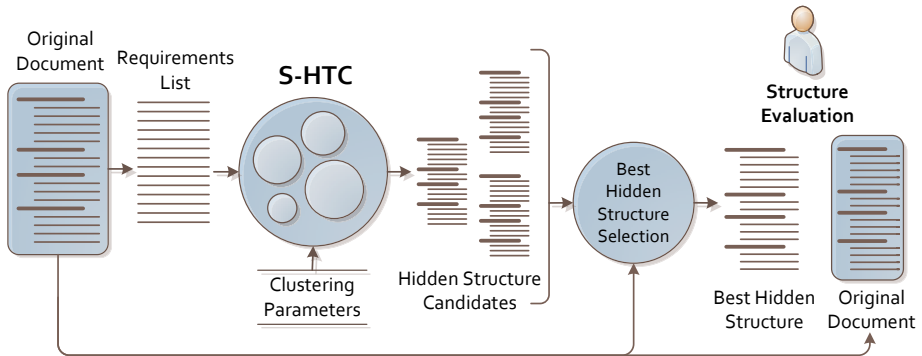 Original
Document
Requirements
List
S-HTC
Clustering
Parameters
Hidden Structure
Candidates
Best
Hidden
Structure
Selection
Structure
Evaluation
Best Hidden
Structure
Original
Document